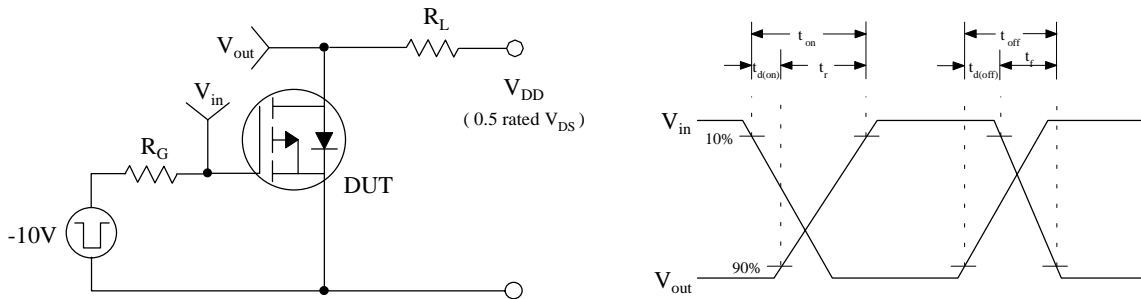 R_L
V_out
V_in
V_DD
( 0.5 rated V_DS )
R_G
DUT
-10V
t_on
t_off
t_d(on)
t_r
t_d(off)
t_f
V_in
10%
90%
V_out